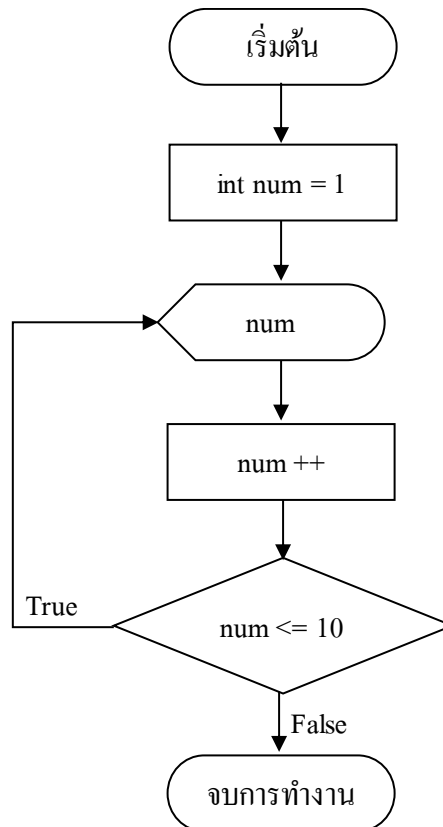 เริ่มต้น
int num = 1
num
num ++
num <= 10
True
False
จบการทำงาน